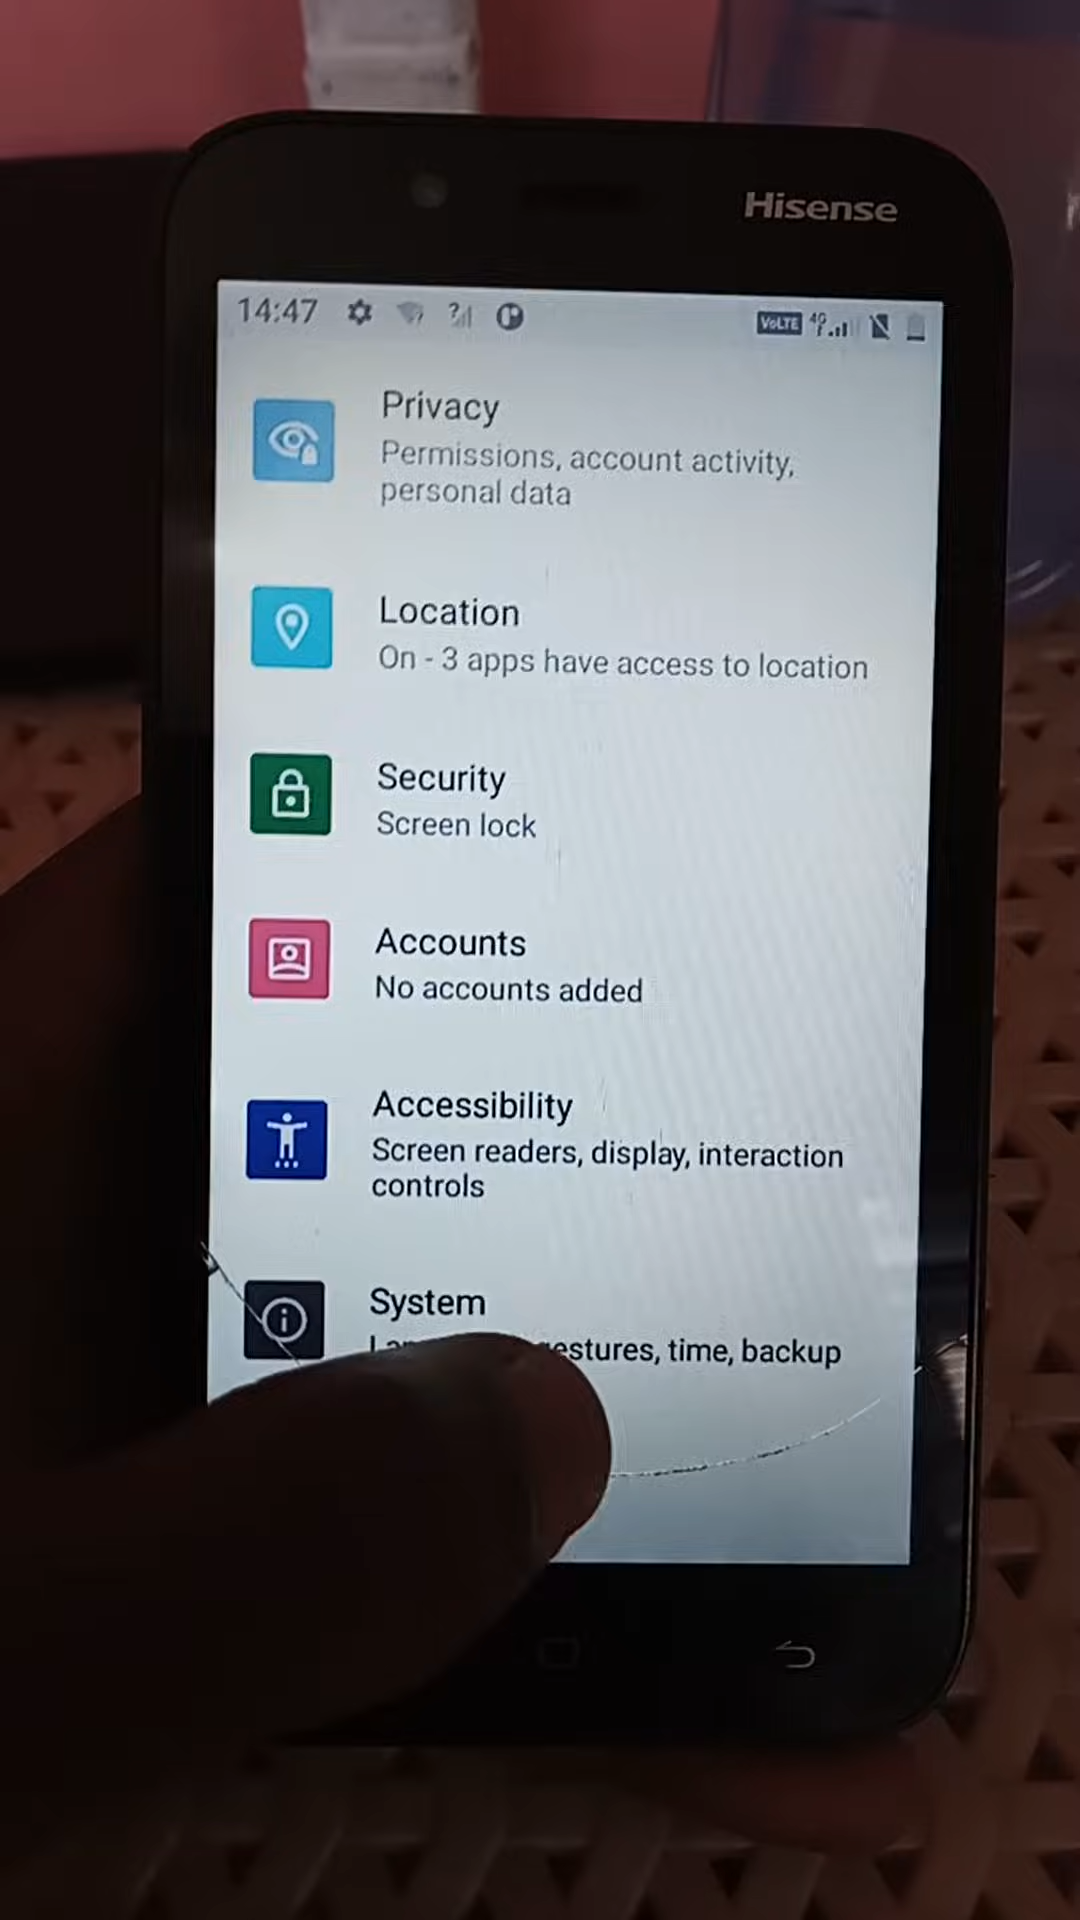 Hisense
14:47
VoLTE 4G
Privacy
Permissions, account activity,
personal data
Location
On - 3 apps have access to location
Security
Screen lock
Accounts
No accounts added
Accessibility
Screen readers, display, interaction
controls
System
time, backup